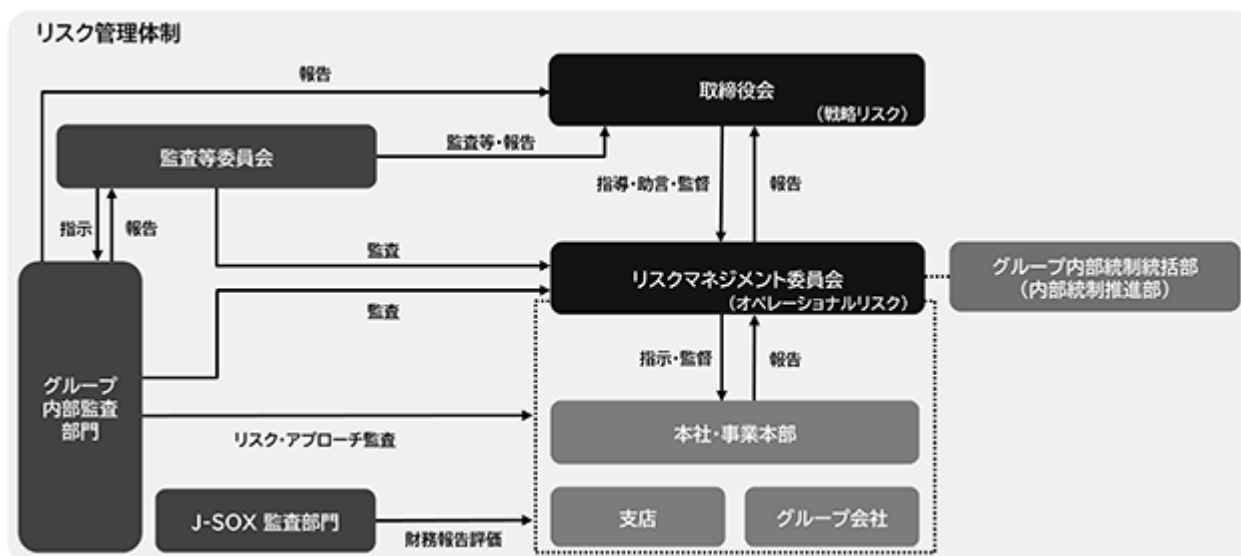 リスク管理体制
報告
取締役会
(戦略リスク)
監査等委員会
監査等・報告
指示
報告
指導・助言・監督
報告
監査
リスクマネジメント委員会
(オペレーショナルリスク)
グループ内部統制統括部
(内部統制推進部)
監査
グループ
内部監査
部門
指示・監督
報告
リスク・アプローチ監査
本社・事業本部
J-SOX 監査部門
財務報告評価
支店
グループ会社